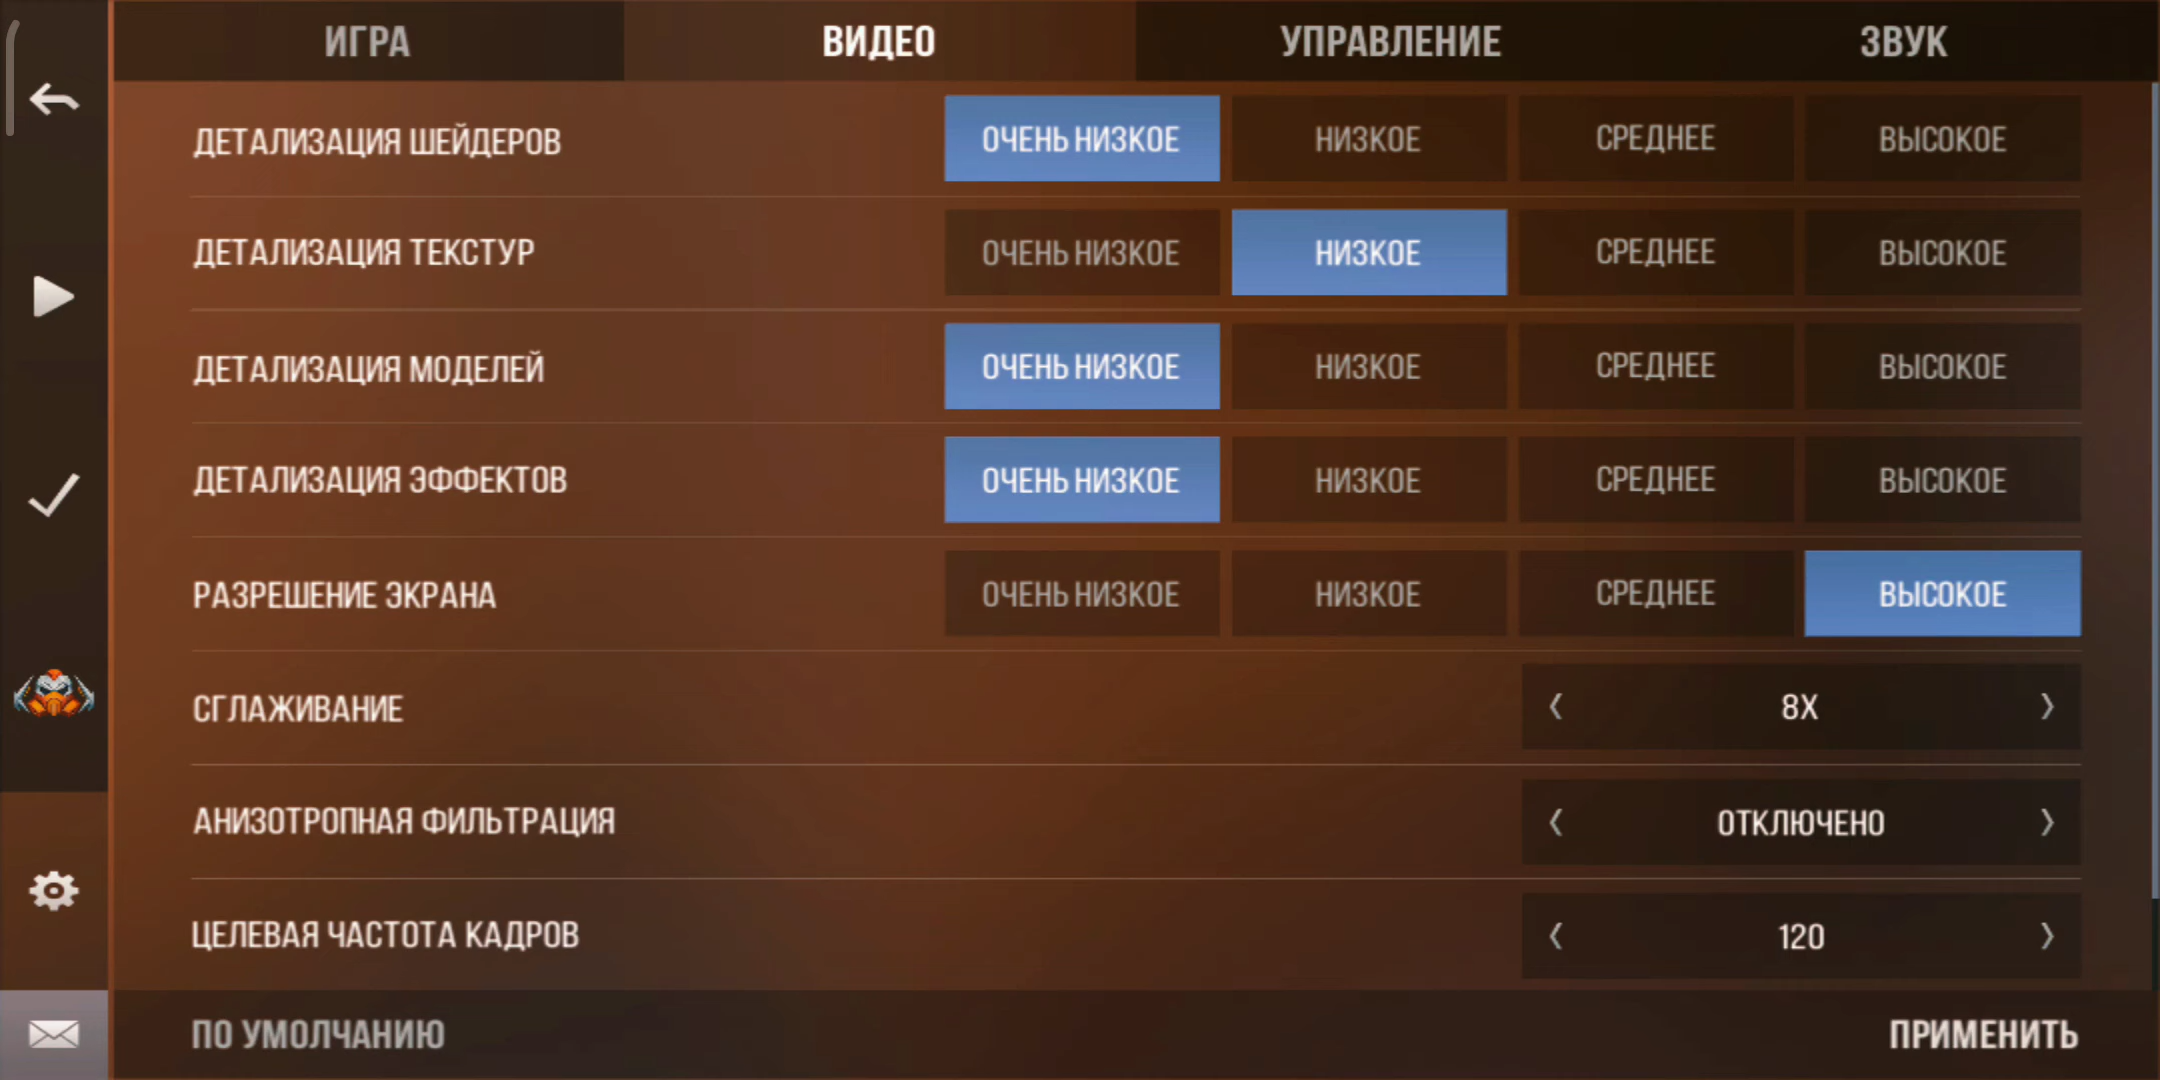 ИГРА ВИДЕО УПРАВЛЕНИЕ ЗВУК
ДЕТАЛИЗАЦИЯ ШЕЙДЕРОВ ОЧЕНЬ НИЗКОЕ НИЗКОЕ СРЕДНЕЕ ВЫСОКОЕ
ДЕТАЛИЗАЦИЯ ТЕКСТУР ОЧЕНЬ НИЗКОЕ НИЗКОЕ СРЕДНЕЕ ВЫСОКОЕ
ДЕТАЛИЗАЦИЯ МОДЕЛЕЙ ОЧЕНЬ НИЗКОЕ НИЗКОЕ СРЕДНЕЕ ВЫСОКОЕ
ДЕТАЛИЗАЦИЯ ЭФФЕКТОВ ОЧЕНЬ НИЗКОЕ НИЗКОЕ СРЕДНЕЕ ВЫСОКОЕ
РАЗРЕШЕНИЕ ЭКРАНА ОЧЕНЬ НИЗКОЕ НИЗКОЕ СРЕДНЕЕ ВЫСОКОЕ
СГЛАЖИВАНИЕ 8X
АНИЗОТРОПНАЯ ФИЛЬТРАЦИЯ ОТКЛЮЧЕНО
ЦЕЛЕВАЯ ЧАСТОТА КАДРОВ 120
ПО УМОЛЧАНИЮ ПРИМЕНИТЬ